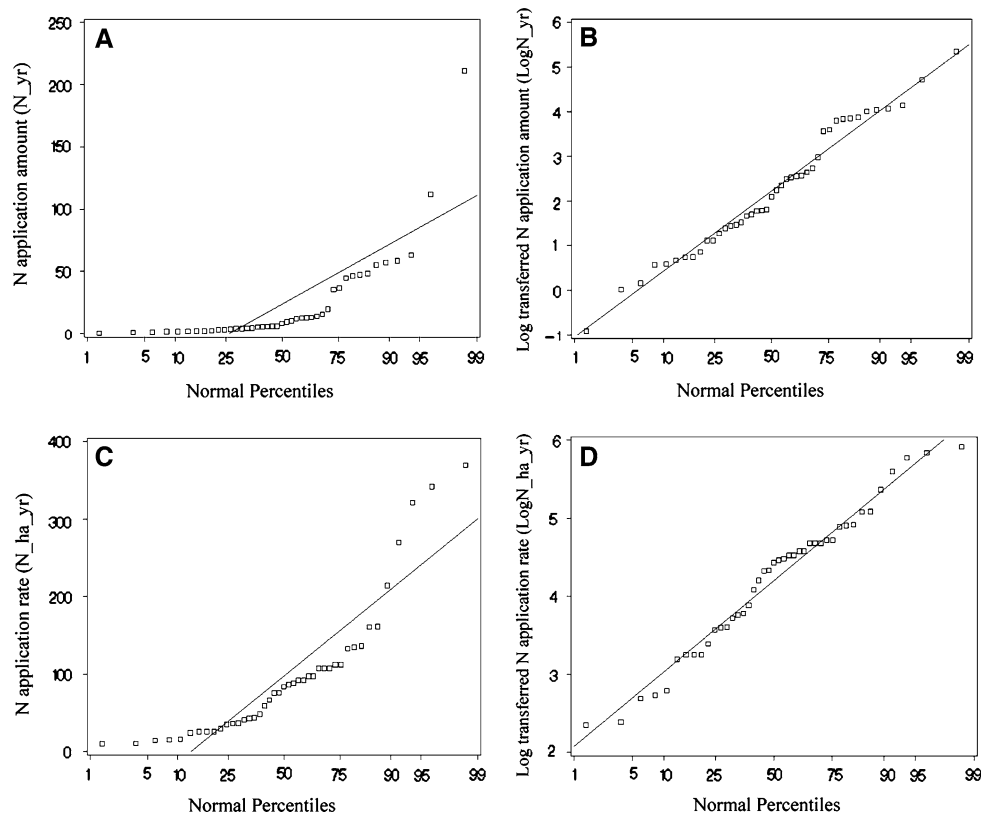 A
N application amount (N_yr)
250
200
150
100
50
0
1 5 10 25 50 75 90 95 99
Normal Percentiles
B
Log transferred N application amount (LogN_yr)
6
5
4
3
2
1
0
-1
1 5 10 25 50 75 90 95 99
Normal Percentiles
C
N application rate (N_ha_yr)
400
300
200
100
0
1 5 10 25 50 75 90 95 99
Normal Percentiles
D
Log transferred N application rate (LogN_ha_yr)
6
5
4
3
2
1 5 10 25 50 75 90 95 99
Normal Percentiles